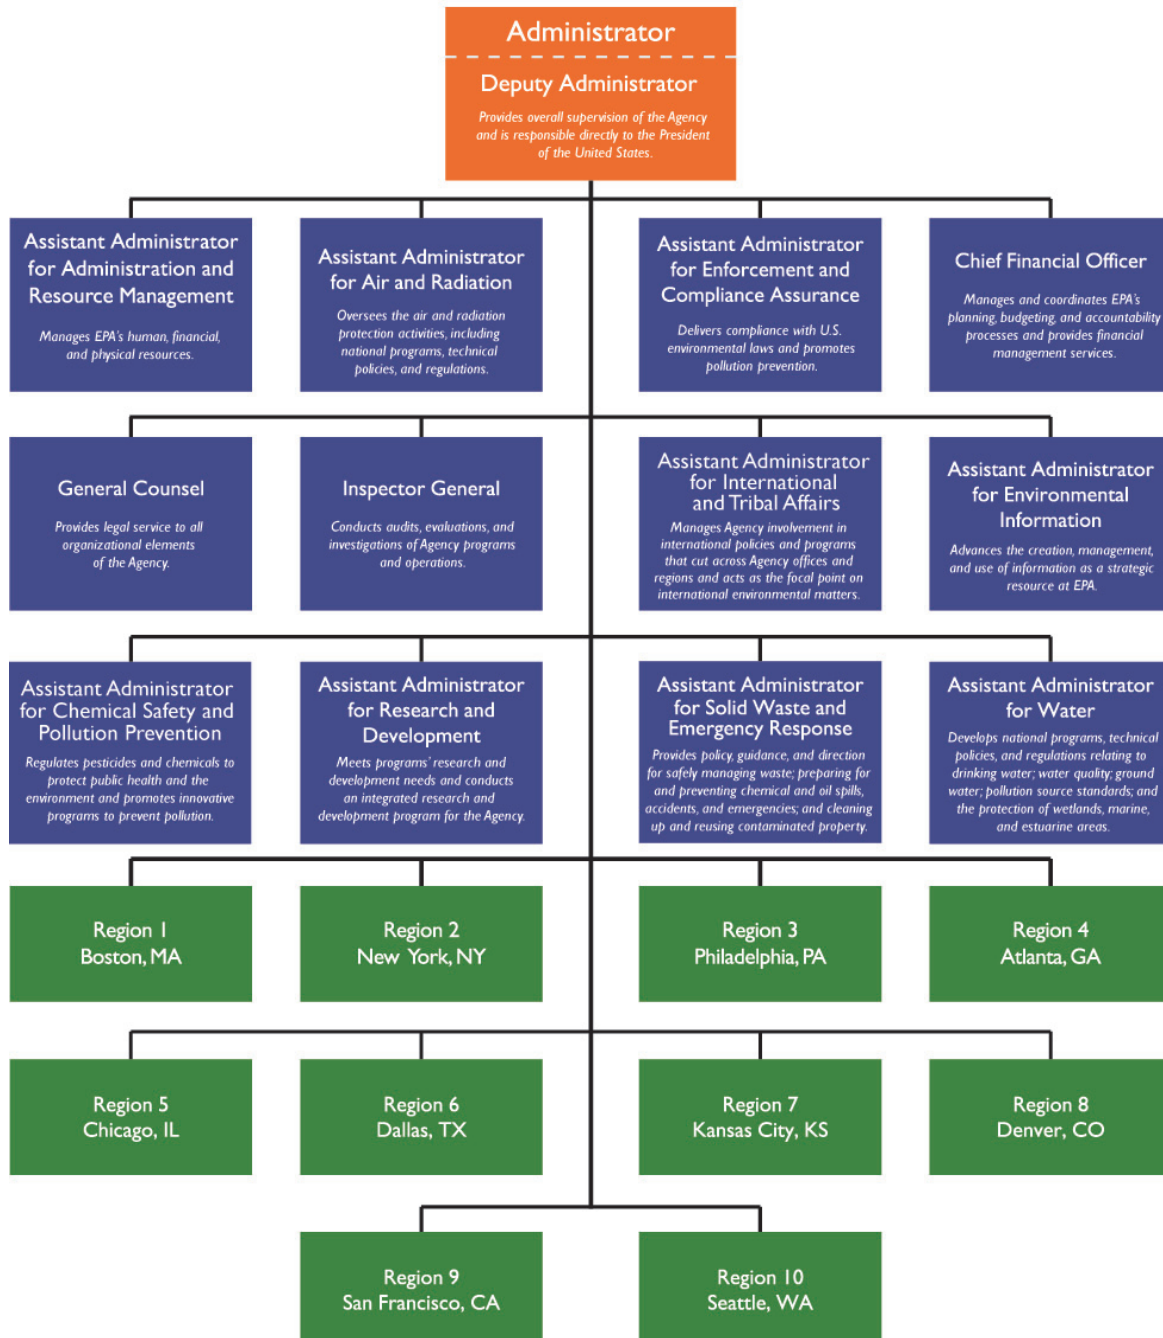 Administrator
Deputy Administrator
Provides overall supervision of the Agency
and is responsible directly to the President
of the United States.
Assistant Administrator
for Administration and
Resource Management
Manages EPA's human, financial,
and physical resources.
Assistant Administrator
for Air and Radiation
Oversees the air and radiation
protection activities, including
national programs, technical
policies, and regulations.
Assistant Administrator
for Enforcement and
Compliance Assurance
Delivers compliance with U.S.
environmental laws and promotes
pollution prevention.
Chief Financial Officer
Manages and coordinates EPA's
planning, budgeting, and accountability
processes and provides financial
management services.
General Counsel
Provides legal service to all
organizational elements
of the Agency.
Inspector General
Conducts audits, evaluations, and
investigations of Agency programs
and operations.
Assistant Administrator
for International
and Tribal Affairs
Manages Agency involvement in
international policies and programs
that cut across Agency offices and
regions and acts as the focal point on
international environmental matters.
Assistant Administrator
for Environmental
Information
Advances the creation, management,
and use of information as a strategic
resource at EPA.
Assistant Administrator
for Chemical Safety and
Pollution Prevention
Regulates pesticides and chemicals to
protect public health and the
environment and promotes innovative
programs to prevent pollution.
Assistant Administrator
for Research and
Development
Meets programs' research and
development needs and conducts
an integrated research and
development program for the Agency.
Assistant Administrator
for Solid Waste and
Emergency Response
Provides policy, guidance, and direction
for safely managing waste; preparing for
and preventing chemical and oil spills,
accidents, and emergencies; and cleaning
up and reusing contaminated property.
Assistant Administrator
for Water
Develops national programs, technical
policies, and regulations relating to
drinking water; water quality; ground
water; pollution source standards; and
the protection of wetlands, marine,
and estuarine areas.
Region 1
Boston, MA
Region 2
New York, NY
Region 3
Philadelphia, PA
Region 4
Atlanta, GA
Region 5
Chicago, IL
Region 6
Dallas, TX
Region 7
Kansas City, KS
Region 8
Denver, CO
Region 9
San Francisco, CA
Region 10
Seattle, WA